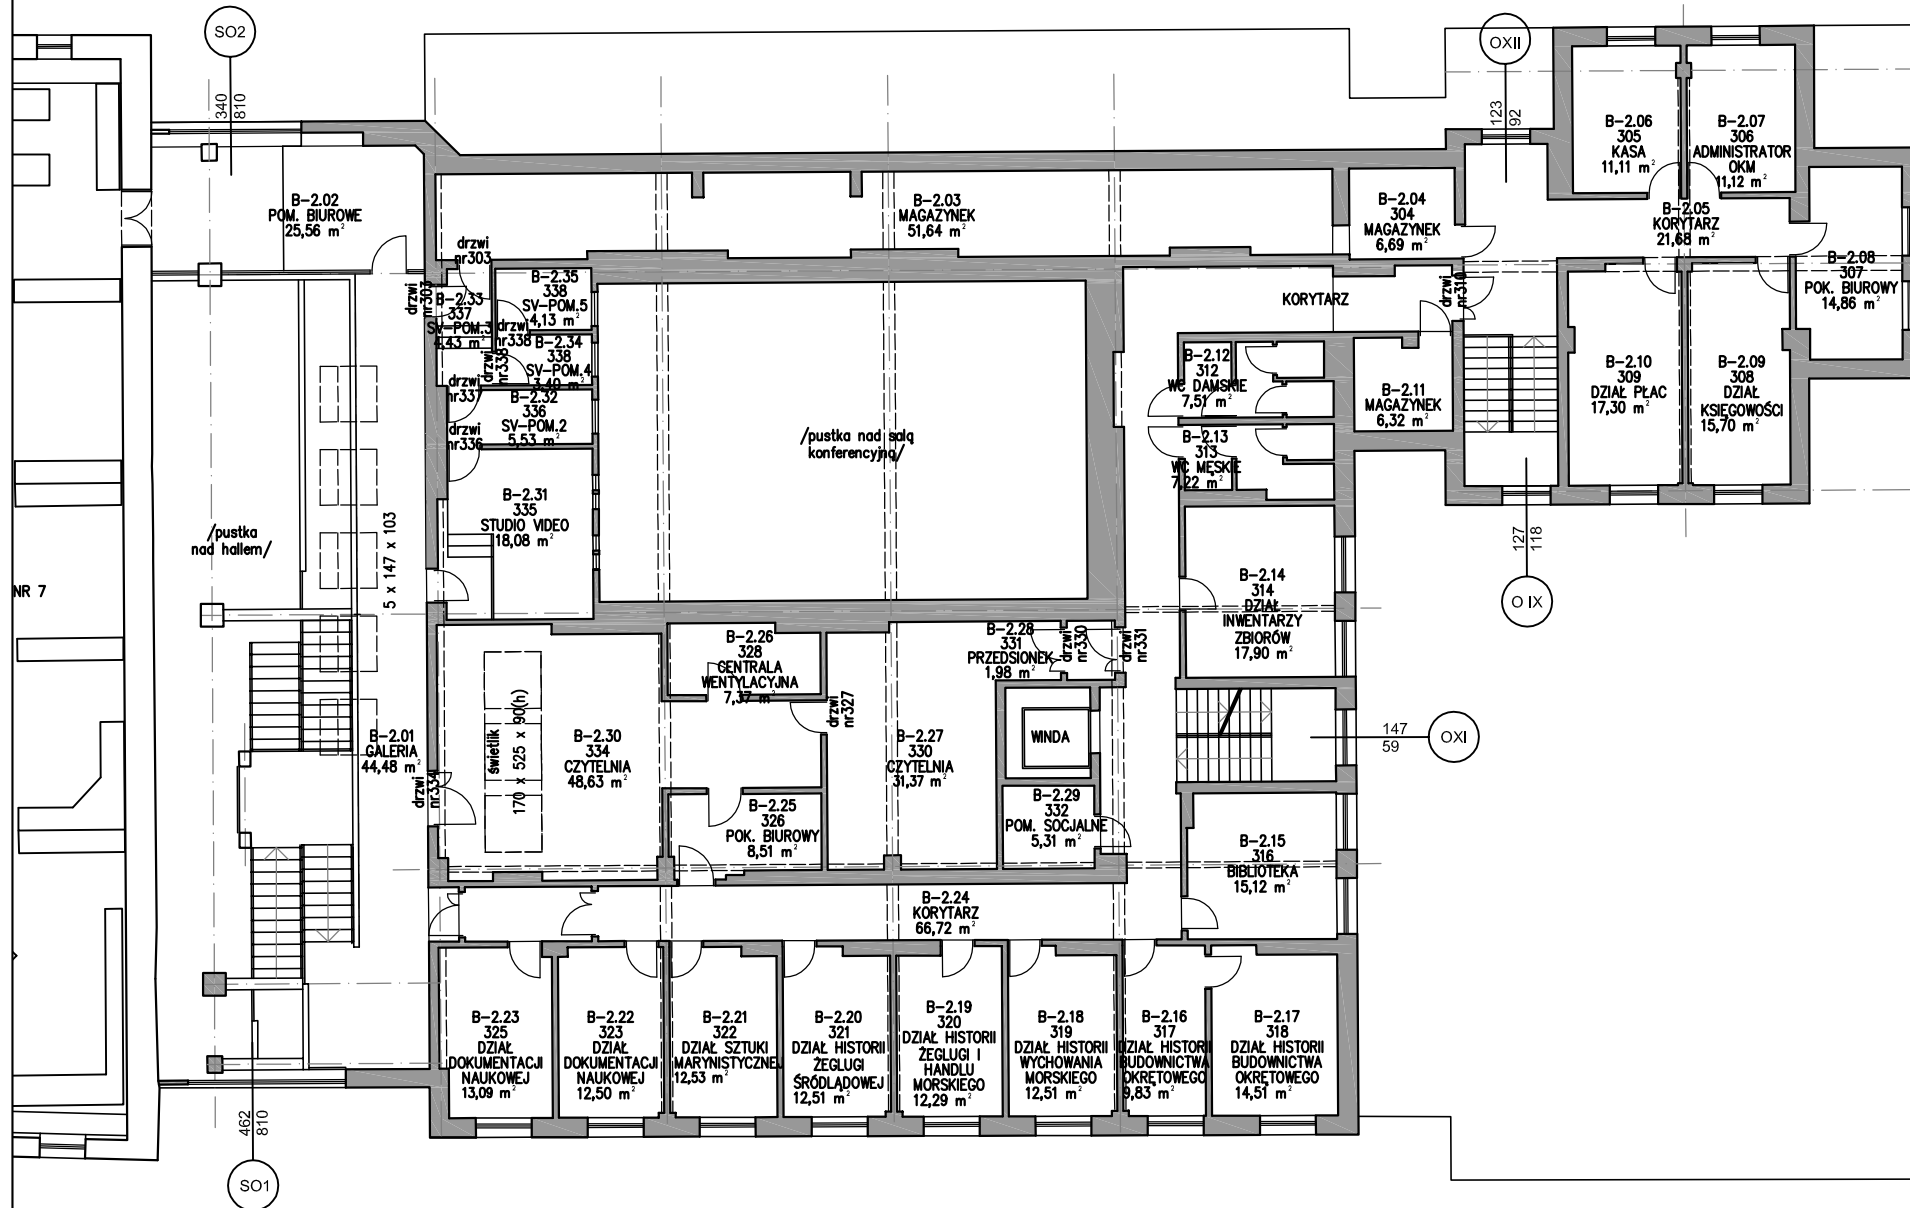 SO2
340
810
OXII
123
92
B-2.02
POM. BIUROWE
25,56 m²
B-2.03
MAGAZYNEK
51,64 m²
B-2.04
304
MAGAZYNEK
6,69 m²
B-2.06
305
KASA
11,11 m²
B-2.07
306
ADMINISTRATOR
OKM
11,12 m²
B-2.05
KORYTARZ
21,68 m²
B-2.08
307
POK. BIUROWY
14,86 m²
drzwi
nr303
drzwi
nr303
B-2.33
337
SV-POM.3
4,43 m²
B-2.35
338
SV-POM.5
4,13 m²
drzwi
nr338
B-2.34
338
SV-POM.4
3,40 m²
drzwi
nr338
drzwi
nr337
B-2.32
336
SV-POM.2
5,53 m²
drzwi
nr336
B-2.31
335
STUDIO VIDEO
18,08 m²
/pustka nad salą
konferencyjną/
KORYTARZ
drzwi
nr310
B-2.12
312
WC DAMSKIE
7,51 m²
B-2.13
313
WC MĘSKIE
7,22 m²
B-2.11
MAGAZYNEK
6,32 m²
B-2.10
309
DZIAŁ PŁAC
17,30 m²
B-2.09
308
DZIAŁ
KSIĘGOWOŚCI
15,70 m²
127
118
O IX
/pustka
nad hallem/
5 x 147 x 103
NR 7
B-2.14
314
DZIAŁ
INWENTARZY
ZBIORÓW
17,90 m²
B-2.26
328
CENTRALA
WENTYLACYJNA
7,37 m²
B-2.28
331
PRZEDSIONEK
1,98 m²
drzwi
nr330
drzwi
nr331
drzwi
nr327
B-2.01
GALERIA
44,48 m²
drzwi
nr334
świetlik
170 x 525 x 90(h)
B-2.30
334
CZYTELNIA
48,63 m²
B-2.27
330
CZYTELNIA
31,37 m²
WINDA
147
59
OXI
B-2.25
326
POK. BIUROWY
8,51 m²
B-2.29
332
POM. SOCJALNE
5,31 m²
B-2.15
316
BIBLIOTEKA
15,12 m²
B-2.24
KORYTARZ
66,72 m²
B-2.23
325
DZIAŁ
DOKUMENTACJI
NAUKOWEJ
13,09 m²
B-2.22
323
DZIAŁ
DOKUMENTACJI
NAUKOWEJ
12,50 m²
B-2.21
322
DZIAŁ SZTUKI
MARYNISTYCZNEJ
12,53 m²
B-2.20
321
DZIAŁ HISTORII
ŻEGLUGI
ŚRÓDLĄDOWEJ
12,51 m²
B-2.19
320
DZIAŁ HISTORII
ŻEGLUGI I
HANDLU
MORSKIEGO
12,29 m²
B-2.18
319
DZIAŁ HISTORII
WYCHOWANIA
MORSKIEGO
12,51 m²
B-2.16
317
DZIAŁ HISTORII
BUDOWNICTWA
OKRĘTOWEGO
9,83 m²
B-2.17
318
DZIAŁ HISTORII
BUDOWNICTWA
OKRĘTOWEGO
14,51 m²
462
810
SO1